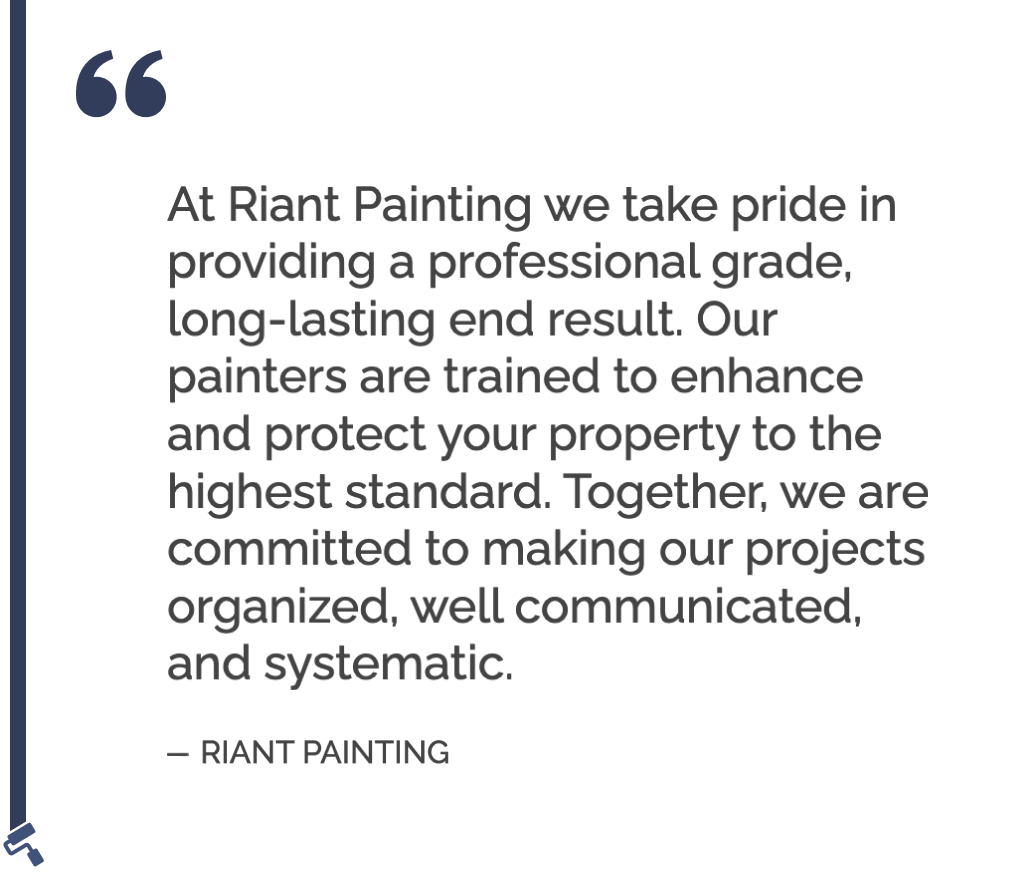 “
At Riant Painting we take pride in
providing a professional grade,
long-lasting end result. Our
painters are trained to enhance
and protect your property to the
highest standard. Together, we are
committed to making our projects
organized, well communicated,
and systematic.
— RIANT PAINTING